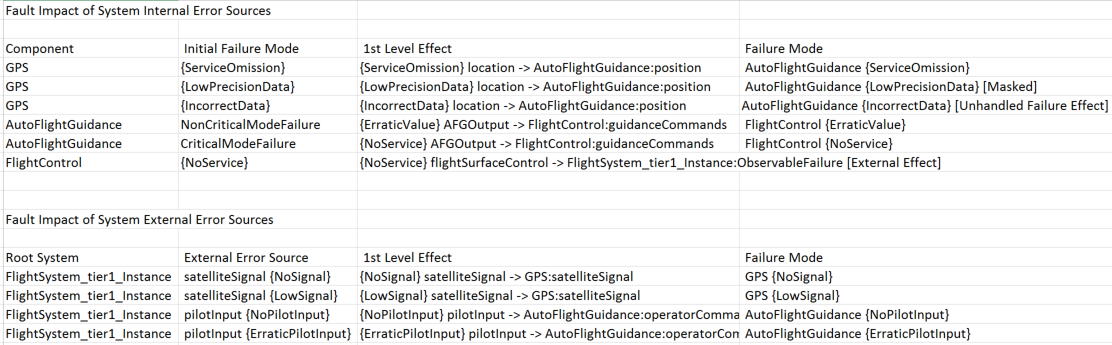 Fault Impact of System Internal Error Sources
Component Initial Failure Mode 1st Level Effect Failure Mode
GPS {ServiceOmission} {ServiceOmission} location -> AutoFlightGuidance:position AutoFlightGuidance {ServiceOmission}
GPS {LowPrecisionData} {LowPrecisionData} location -> AutoFlightGuidance:position AutoFlightGuidance {LowPrecisionData} [Masked]
GPS {IncorrectData} {IncorrectData} location -> AutoFlightGuidance:position AutoFlightGuidance {IncorrectData} [Unhandled Failure Effect]
AutoFlightGuidance NonCriticalModeFailure {ErraticValue} AFGOutput -> FlightControl:guidanceCommands FlightControl {ErraticValue}
AutoFlightGuidance CriticalModeFailure {NoService} AFGOutput -> FlightControl:guidanceCommands FlightControl {NoService}
FlightControl {NoService} {NoService} flightSurfaceControl -> FlightSystem_tier1_Instance:ObservableFailure [External Effect]
Fault Impact of System External Error Sources
Root System External Error Source 1st Level Effect Failure Mode
FlightSystem_tier1_Instance satelliteSignal {NoSignal} {NoSignal} satelliteSignal -> GPS:satelliteSignal GPS {NoSignal}
FlightSystem_tier1_Instance satelliteSignal {LowSignal} {LowSignal} satelliteSignal -> GPS:satelliteSignal GPS {LowSignal}
FlightSystem_tier1_Instance pilotInput {NoPilotInput} {NoPilotInput} pilotInput -> AutoFlightGuidance:operatorComma AutoFlightGuidance {NoPilotInput}
FlightSystem_tier1_Instance pilotInput {ErraticPilotInput} {ErraticPilotInput} pilotInput -> AutoFlightGuidance:operatorCom AutoFlightGuidance {ErraticPilotInput}